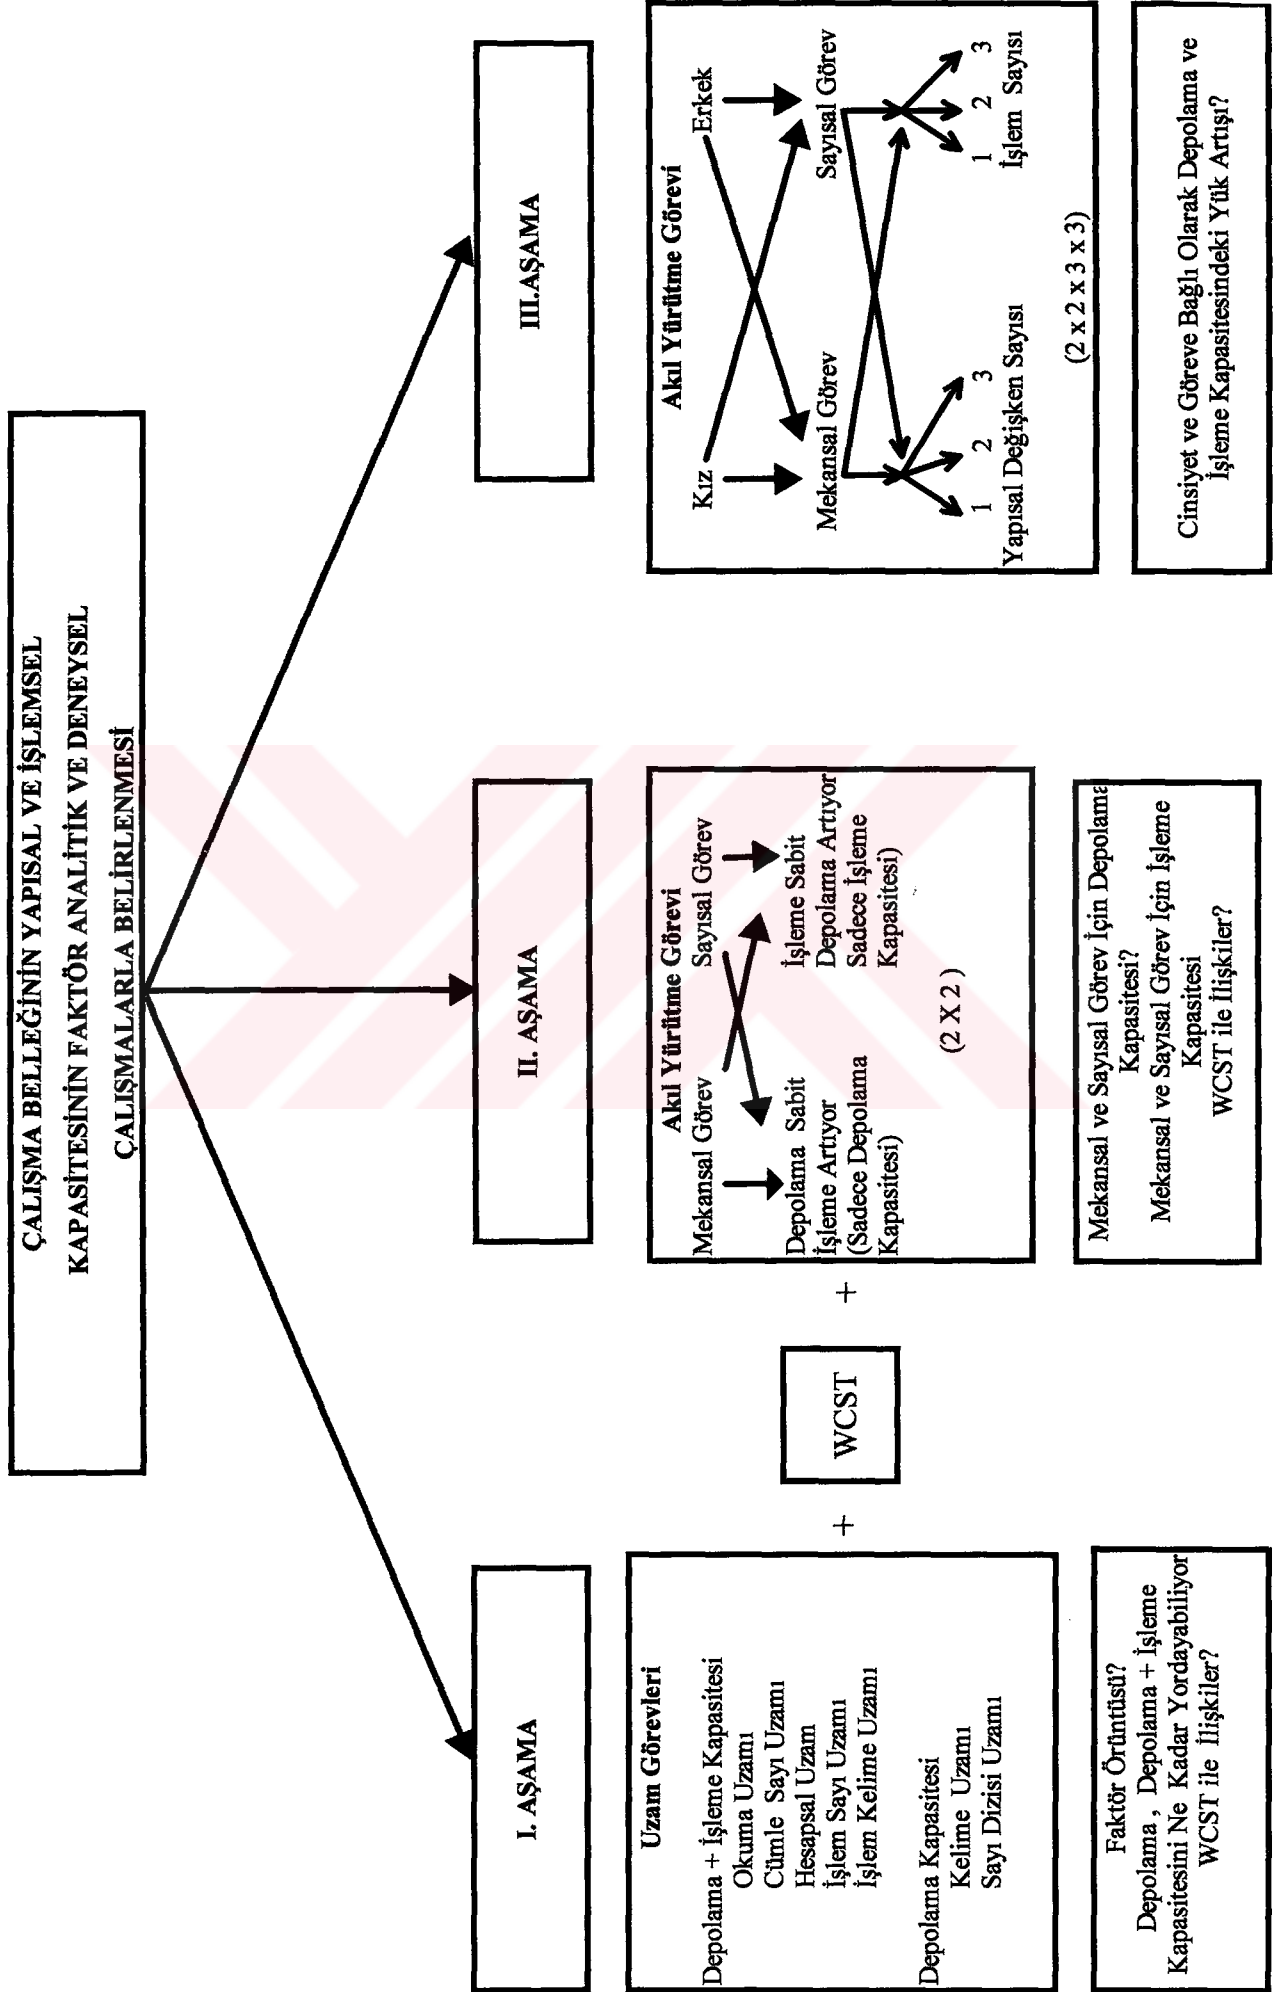 ÇALIŞMA BELLEĞİNİN YAPISAL VE İŞLEMSEL
KAPASİTESİNİN FAKTÖR ANALİTİK VE DENEYSEL
ÇALIŞMALARLA BELİRLENMESİ
I. AŞAMA
Uzam Görevleri
Depolama + İşleme Kapasitesi
Okuma Uzamı
Cümle Sayı Uzamı
Hesapsal Uzam
İşlem Sayı Uzamı
İşlem Kelime Uzamı
Depolama Kapasitesi
Kelime Uzamı
Sayı Dizisi Uzamı
Faktör Örüntüsü?
Depolama , Depolama + İşleme
Kapasitesini Ne Kadar Yordayabiliyor
WCST ile İlişkiler?
+
WCST
+
II. AŞAMA
Akıl Yürütme Görevi
Mekansal Görev Sayısal Görev
Depolama Sabit
İşleme Artıyor
(Sadece Depolama
Kapasitesi)
İşleme Sabit
Depolama Artıyor
Sadece İşleme
Kapasitesi)
(2 X 2 )
Mekansal ve Sayısal Görev İçin Depolama
Kapasitesi?
Mekansal ve Sayısal Görev İçin İşleme
Kapasitesi
WCST ile İlişkiler?
III.AŞAMA
Akıl Yürütme Görevi
Kız Erkek
Mekansal Görev Sayısal Görev
1 2 3 1 2 3
Yapısal Değişken Sayısı İşlem Sayısı
(2 x 2 x 3 x 3)
Cinsiyet ve Göreve Bağlı Olarak Depolama ve
İşleme Kapasitesindeki Yük Artışı?